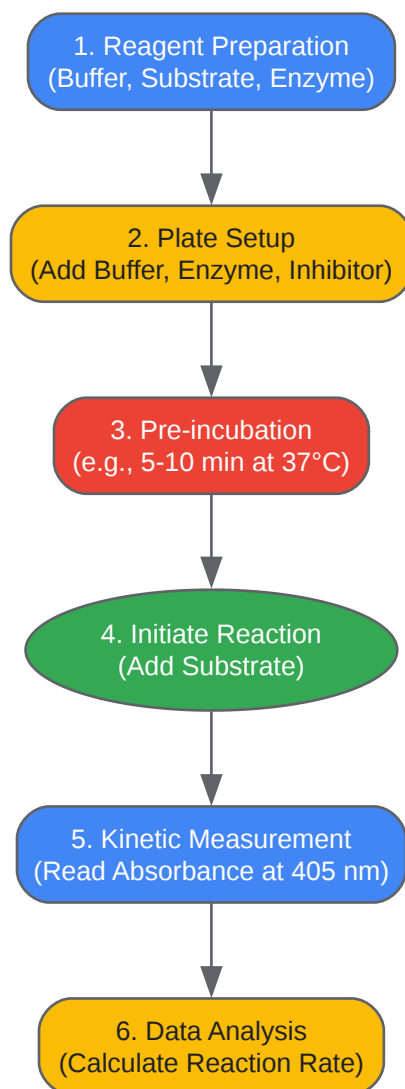 1. Reagent Preparation
(Buffer, Substrate, Enzyme)
2. Plate Setup
(Add Buffer, Enzyme, Inhibitor)
3. Pre-incubation
(e.g., 5-10 min at 37°C)
4. Initiate Reaction
(Add Substrate)
5. Kinetic Measurement
(Read Absorbance at 405 nm)
6. Data Analysis
(Calculate Reaction Rate)